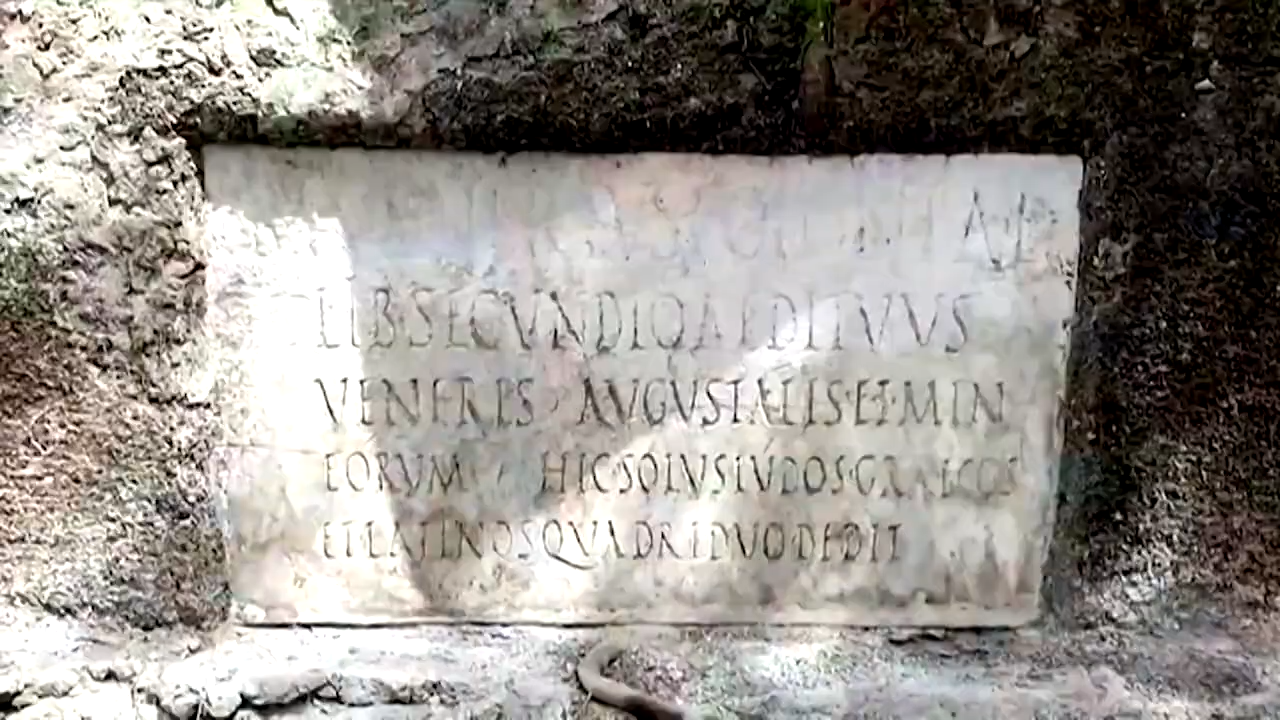 LIB SECVNDIO AEDITVVS
VENERIS AVGVSTALIS·ET·MIN
EORVM HIC·SOLVS LVDOS·GRAECOS
ET·LATINOS QVADRIDVO·DEDIT